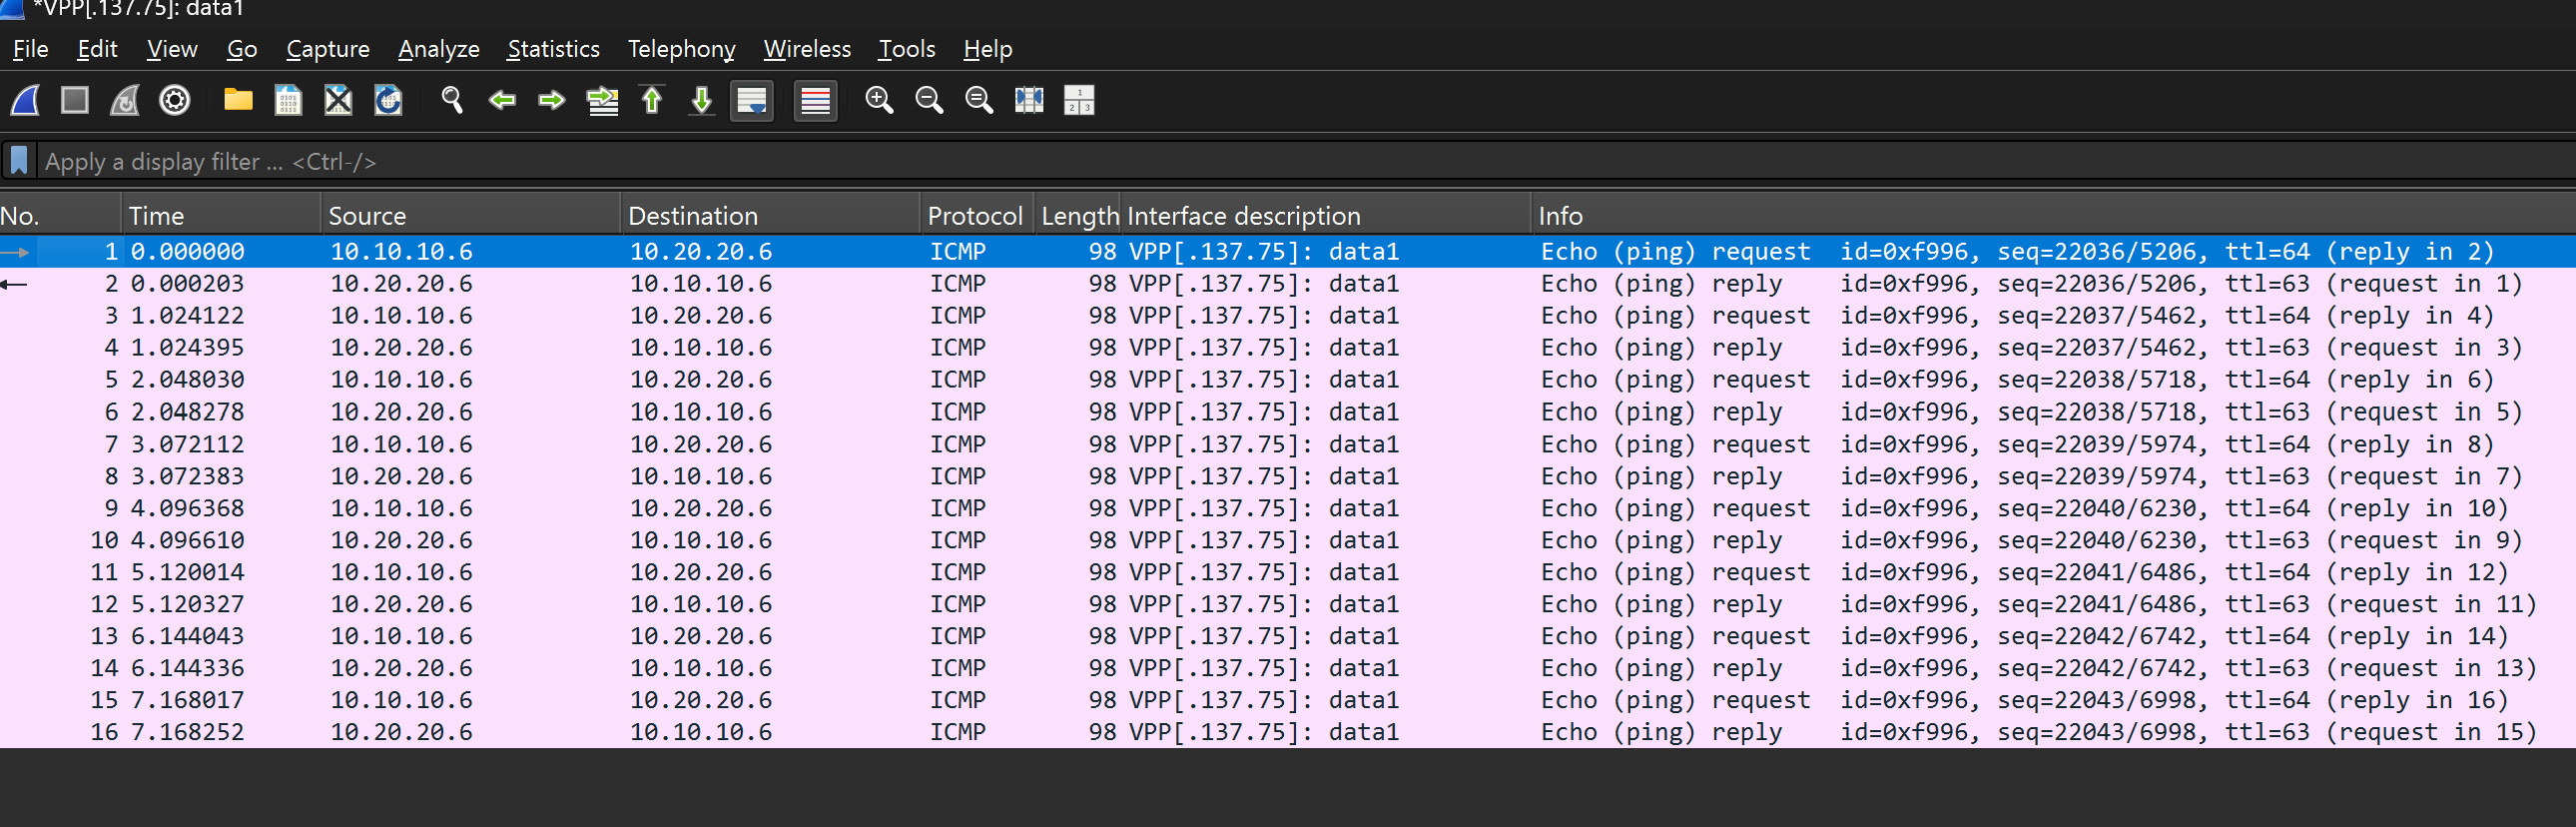 *VPP[.137.75]: data1
File Edit View Go Capture Analyze Statistics Telephony Wireless Tools Help
Apply a display filter ... <Ctrl-/>
No. Time Source Destination Protocol Length Interface description Info
1 0.000000 10.10.10.6 10.20.20.6 ICMP 98 VPP[.137.75]: data1 Echo (ping) request id=0xf996, seq=22036/5206, ttl=64 (reply in 2)
2 0.000203 10.20.20.6 10.10.10.6 ICMP 98 VPP[.137.75]: data1 Echo (ping) reply id=0xf996, seq=22036/5206, ttl=63 (request in 1)
3 1.024122 10.10.10.6 10.20.20.6 ICMP 98 VPP[.137.75]: data1 Echo (ping) request id=0xf996, seq=22037/5462, ttl=64 (reply in 4)
4 1.024395 10.20.20.6 10.10.10.6 ICMP 98 VPP[.137.75]: data1 Echo (ping) reply id=0xf996, seq=22037/5462, ttl=63 (request in 3)
5 2.048030 10.10.10.6 10.20.20.6 ICMP 98 VPP[.137.75]: data1 Echo (ping) request id=0xf996, seq=22038/5718, ttl=64 (reply in 6)
6 2.048278 10.20.20.6 10.10.10.6 ICMP 98 VPP[.137.75]: data1 Echo (ping) reply id=0xf996, seq=22038/5718, ttl=63 (request in 5)
7 3.072112 10.10.10.6 10.20.20.6 ICMP 98 VPP[.137.75]: data1 Echo (ping) request id=0xf996, seq=22039/5974, ttl=64 (reply in 8)
8 3.072383 10.20.20.6 10.10.10.6 ICMP 98 VPP[.137.75]: data1 Echo (ping) reply id=0xf996, seq=22039/5974, ttl=63 (request in 7)
9 4.096368 10.10.10.6 10.20.20.6 ICMP 98 VPP[.137.75]: data1 Echo (ping) request id=0xf996, seq=22040/6230, ttl=64 (reply in 10)
10 4.096610 10.20.20.6 10.10.10.6 ICMP 98 VPP[.137.75]: data1 Echo (ping) reply id=0xf996, seq=22040/6230, ttl=63 (request in 9)
11 5.120014 10.10.10.6 10.20.20.6 ICMP 98 VPP[.137.75]: data1 Echo (ping) request id=0xf996, seq=22041/6486, ttl=64 (reply in 12)
12 5.120327 10.20.20.6 10.10.10.6 ICMP 98 VPP[.137.75]: data1 Echo (ping) reply id=0xf996, seq=22041/6486, ttl=63 (request in 11)
13 6.144043 10.10.10.6 10.20.20.6 ICMP 98 VPP[.137.75]: data1 Echo (ping) request id=0xf996, seq=22042/6742, ttl=64 (reply in 14)
14 6.144336 10.20.20.6 10.10.10.6 ICMP 98 VPP[.137.75]: data1 Echo (ping) reply id=0xf996, seq=22042/6742, ttl=63 (request in 13)
15 7.168017 10.10.10.6 10.20.20.6 ICMP 98 VPP[.137.75]: data1 Echo (ping) request id=0xf996, seq=22043/6998, ttl=64 (reply in 16)
16 7.168252 10.20.20.6 10.10.10.6 ICMP 98 VPP[.137.75]: data1 Echo (ping) reply id=0xf996, seq=22043/6998, ttl=63 (request in 15)